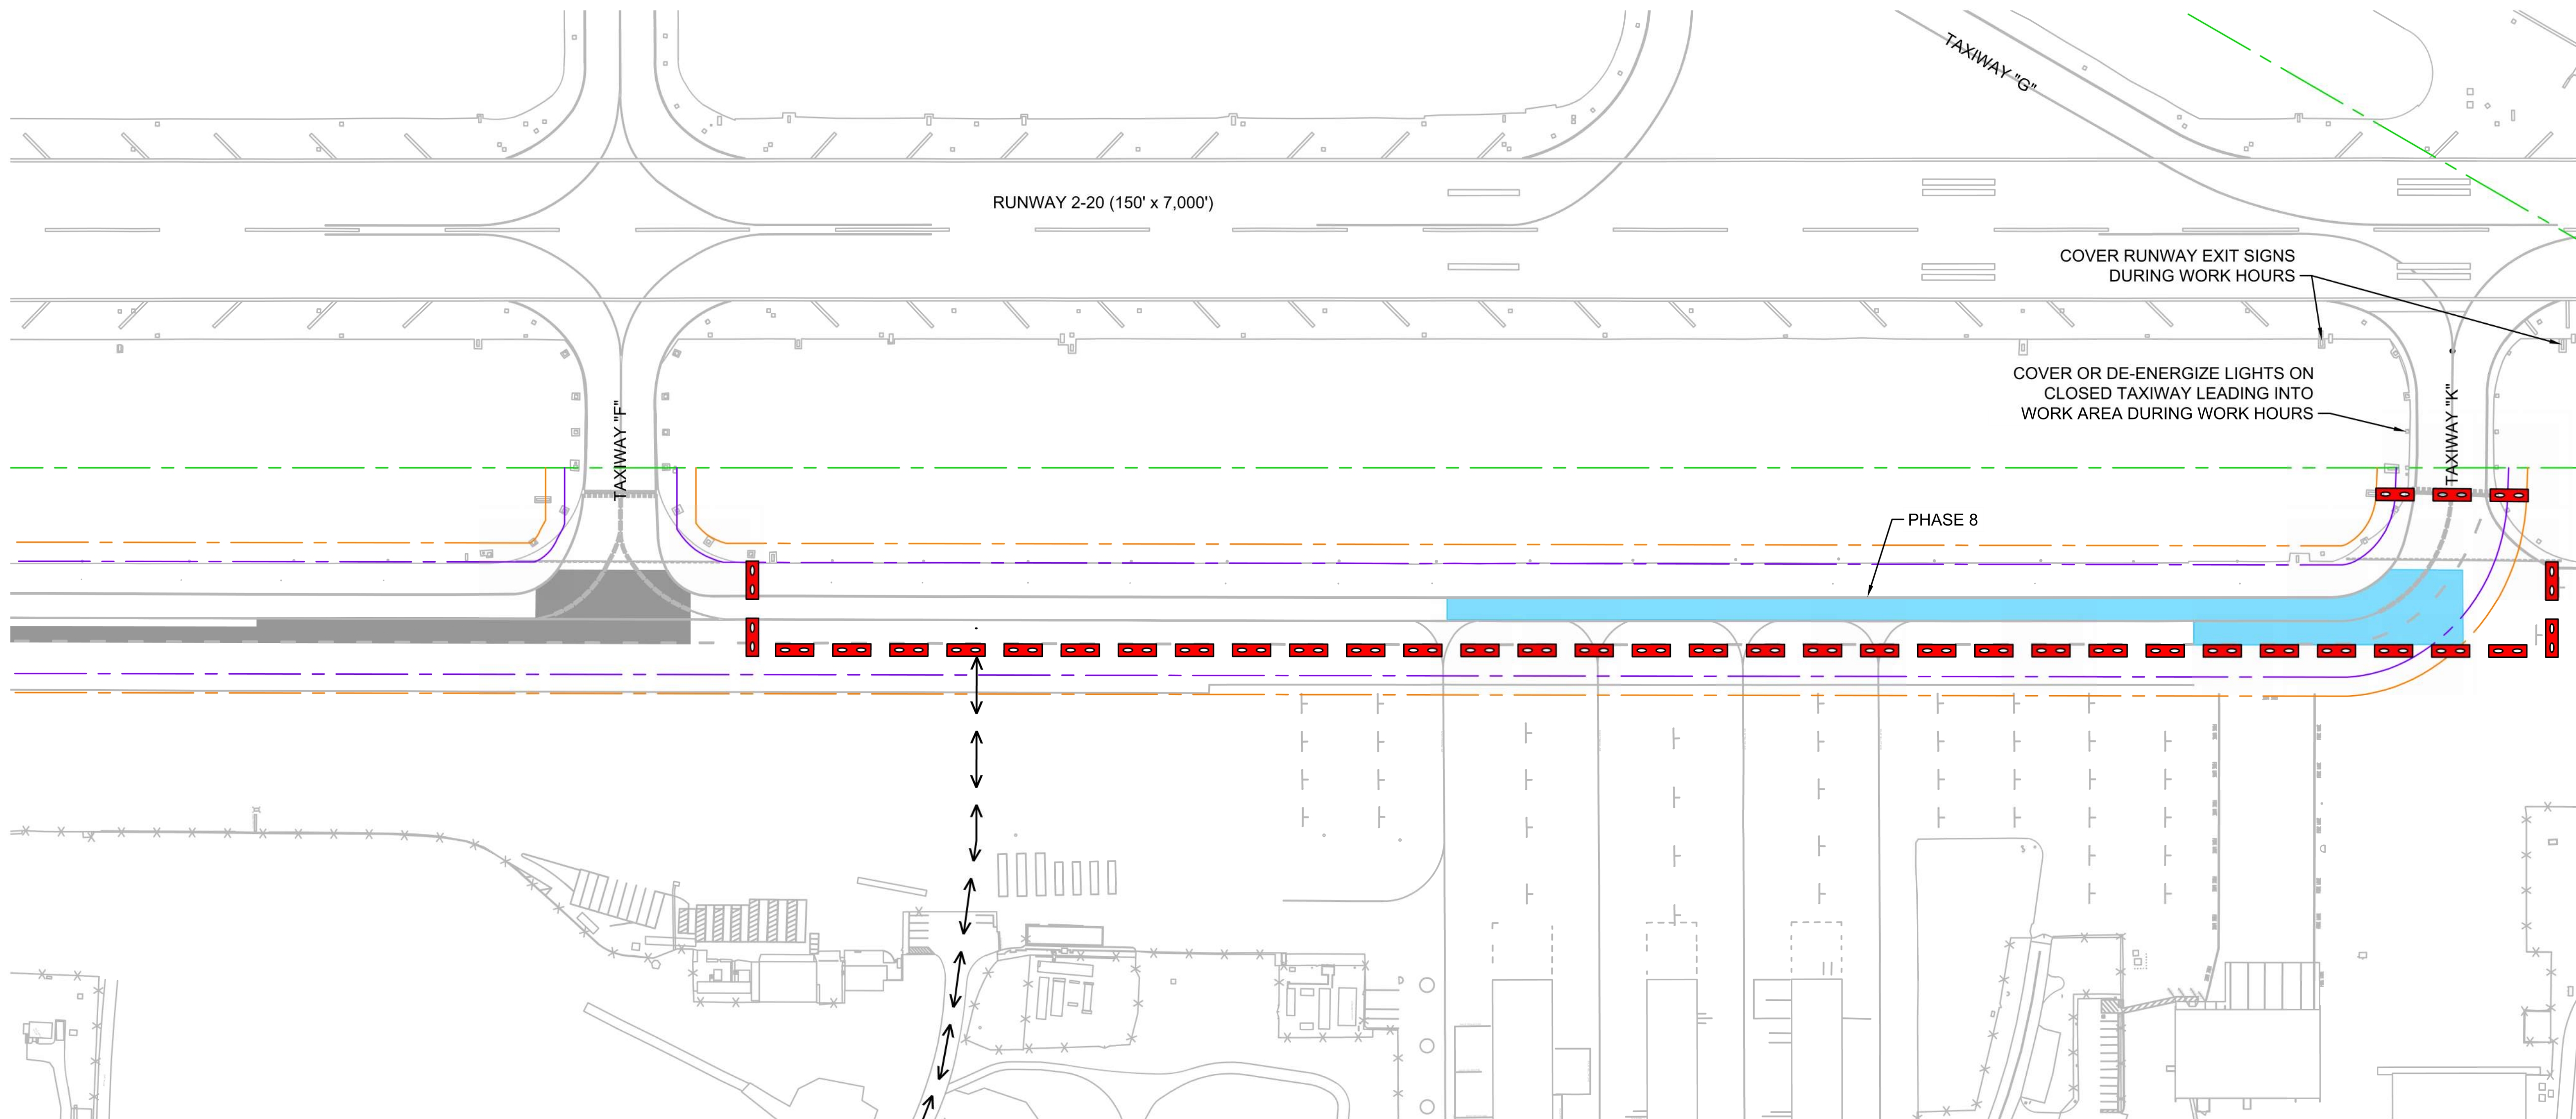 TAXIWAY "G"
RUNWAY 2-20 (150' x 7,000')
COVER RUNWAY EXIT SIGNS
DURING WORK HOURS
COVER OR DE-ENERGIZE LIGHTS ON
CLOSED TAXIWAY LEADING INTO
WORK AREA DURING WORK HOURS
TAXIWAY "F"
TAXIWAY "K"
PHASE 8